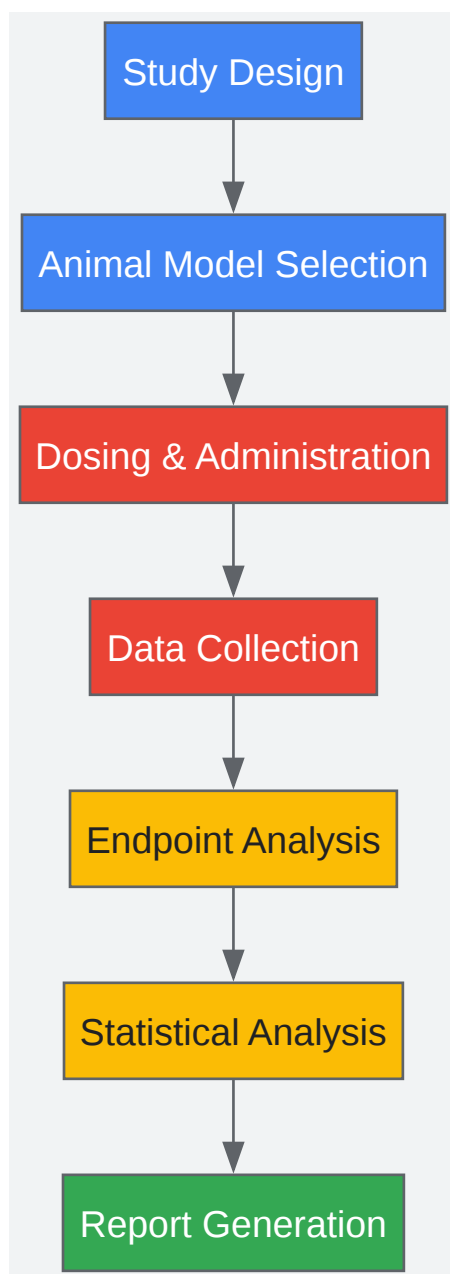 Study Design
Animal Model Selection
Dosing & Administration
Data Collection
Endpoint Analysis
Statistical Analysis
Report Generation